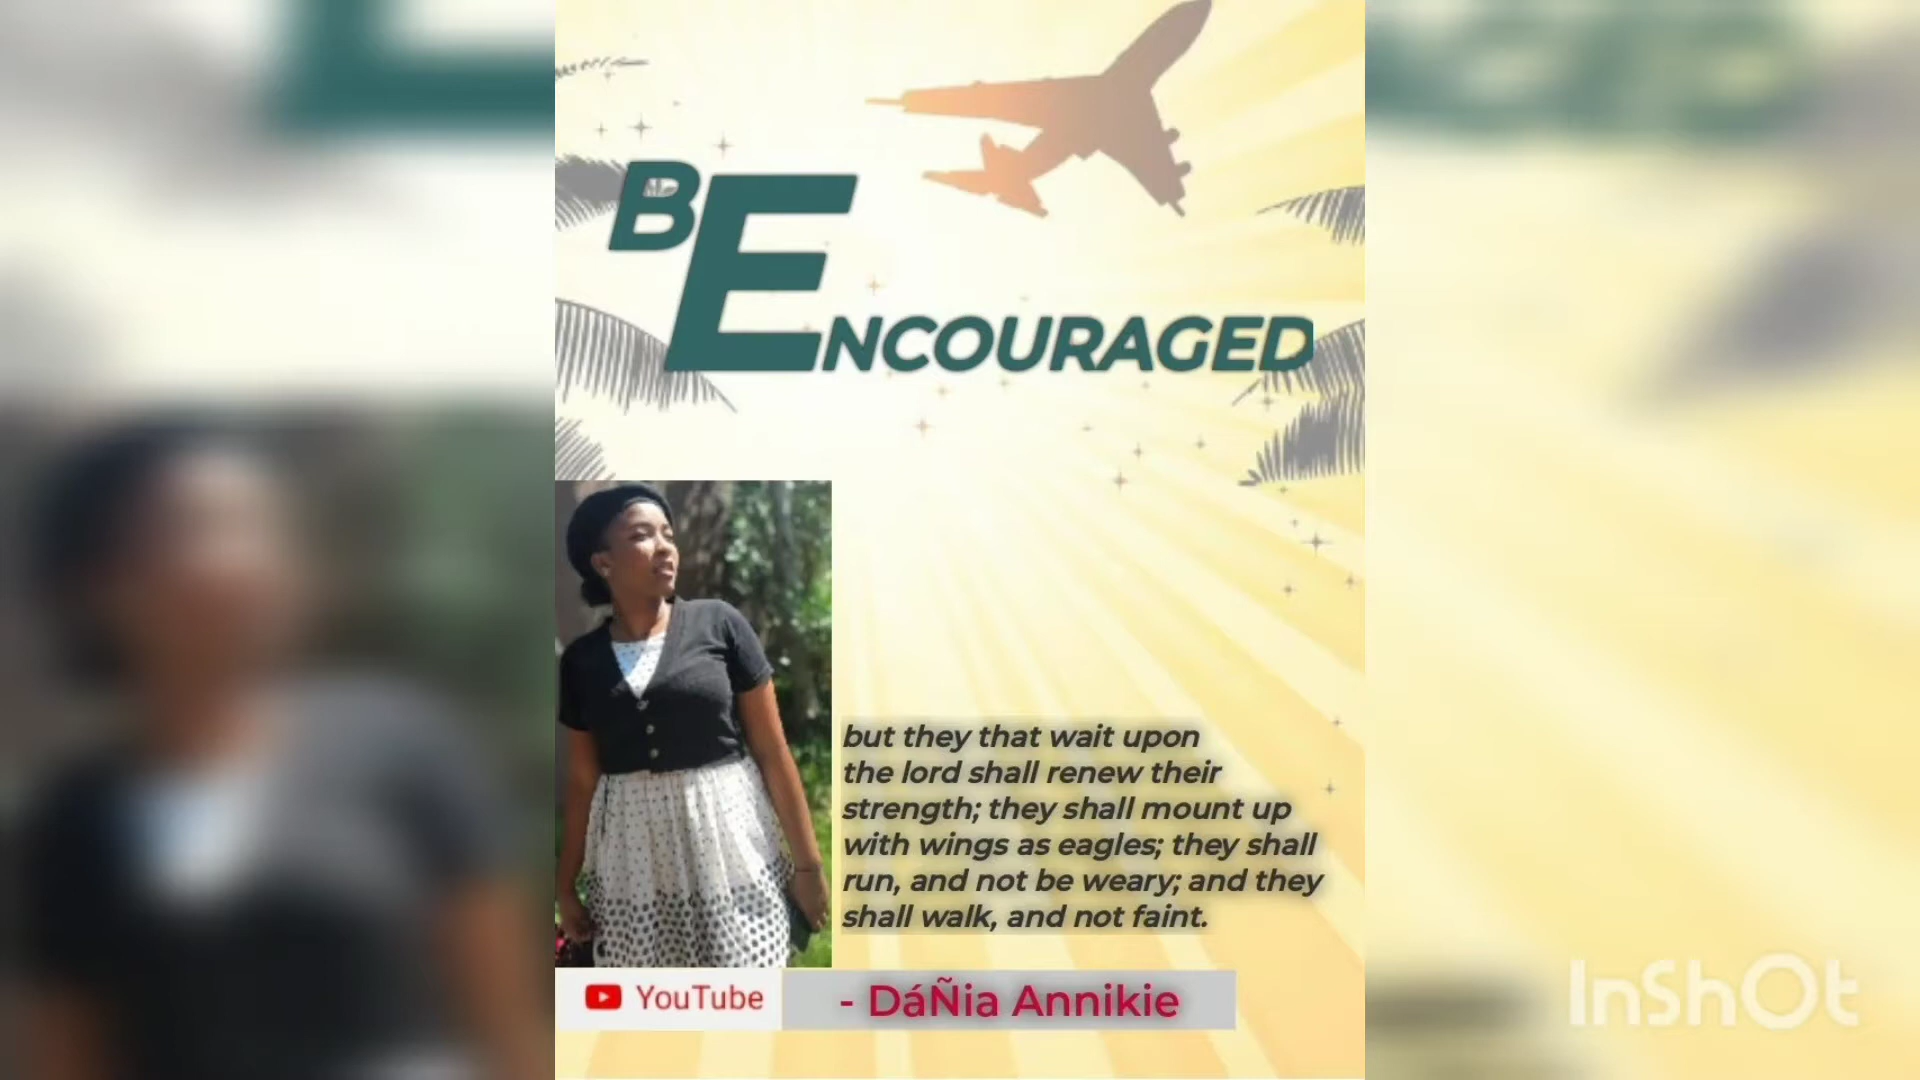 BE
NCOURAGED
but they that wait upon
the lord shall renew their
strength; they shall mount up
with wings as eagles; they shall
run, and not be weary; and they
shall walk, and not faint.
YouTube - DáÑia Annikie
InShOt